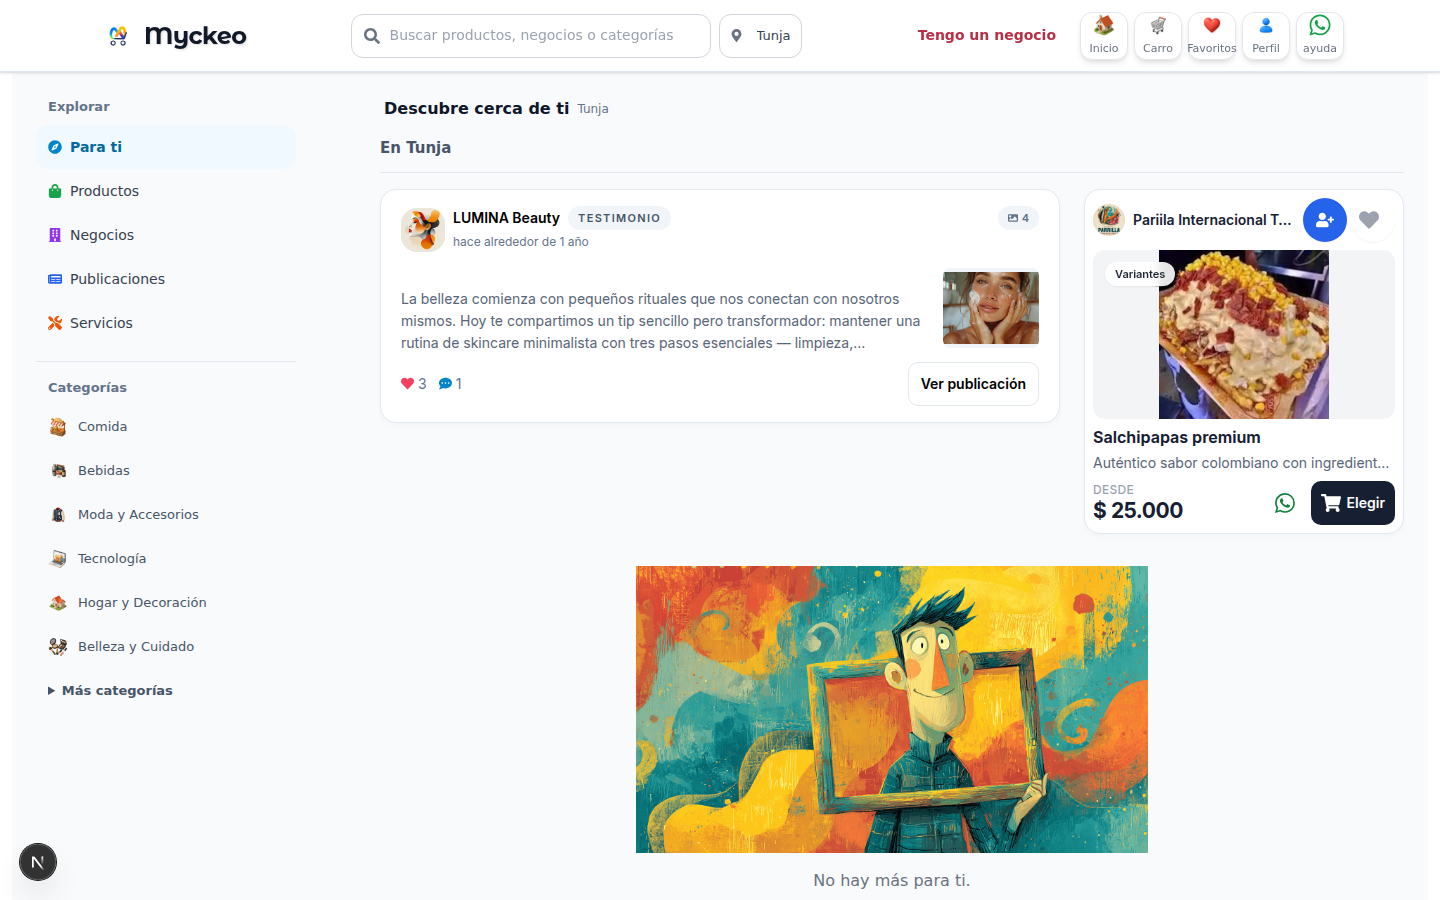 Myckeo
Buscar productos, negocios o categorías
Tunja
Tengo un negocio
Inicio
Carro
Favoritos
Perfil
ayuda
Explorar
Para ti
Productos
Negocios
Publicaciones
Servicios
Categorías
Comida
Bebidas
Moda y Accesorios
Tecnología
Hogar y Decoración
Belleza y Cuidado
Más categorías
Descubre cerca de ti Tunja
En Tunja
LUMINA Beauty TESTIMONIO
4
hace alrededor de 1 año
La belleza comienza con pequeños rituales que nos conectan con nosotros
mismos. Hoy te compartimos un tip sencillo pero transformador: mantener una
rutina de skincare minimalista con tres pasos esenciales — limpieza,...
3 1
Ver publicación
PARRILLA
Pariila Internacional T...
Variantes
Salchipapas premium
Auténtico sabor colombiano con ingredient...
DESDE
$ 25.000
Elegir
No hay más para ti.
N